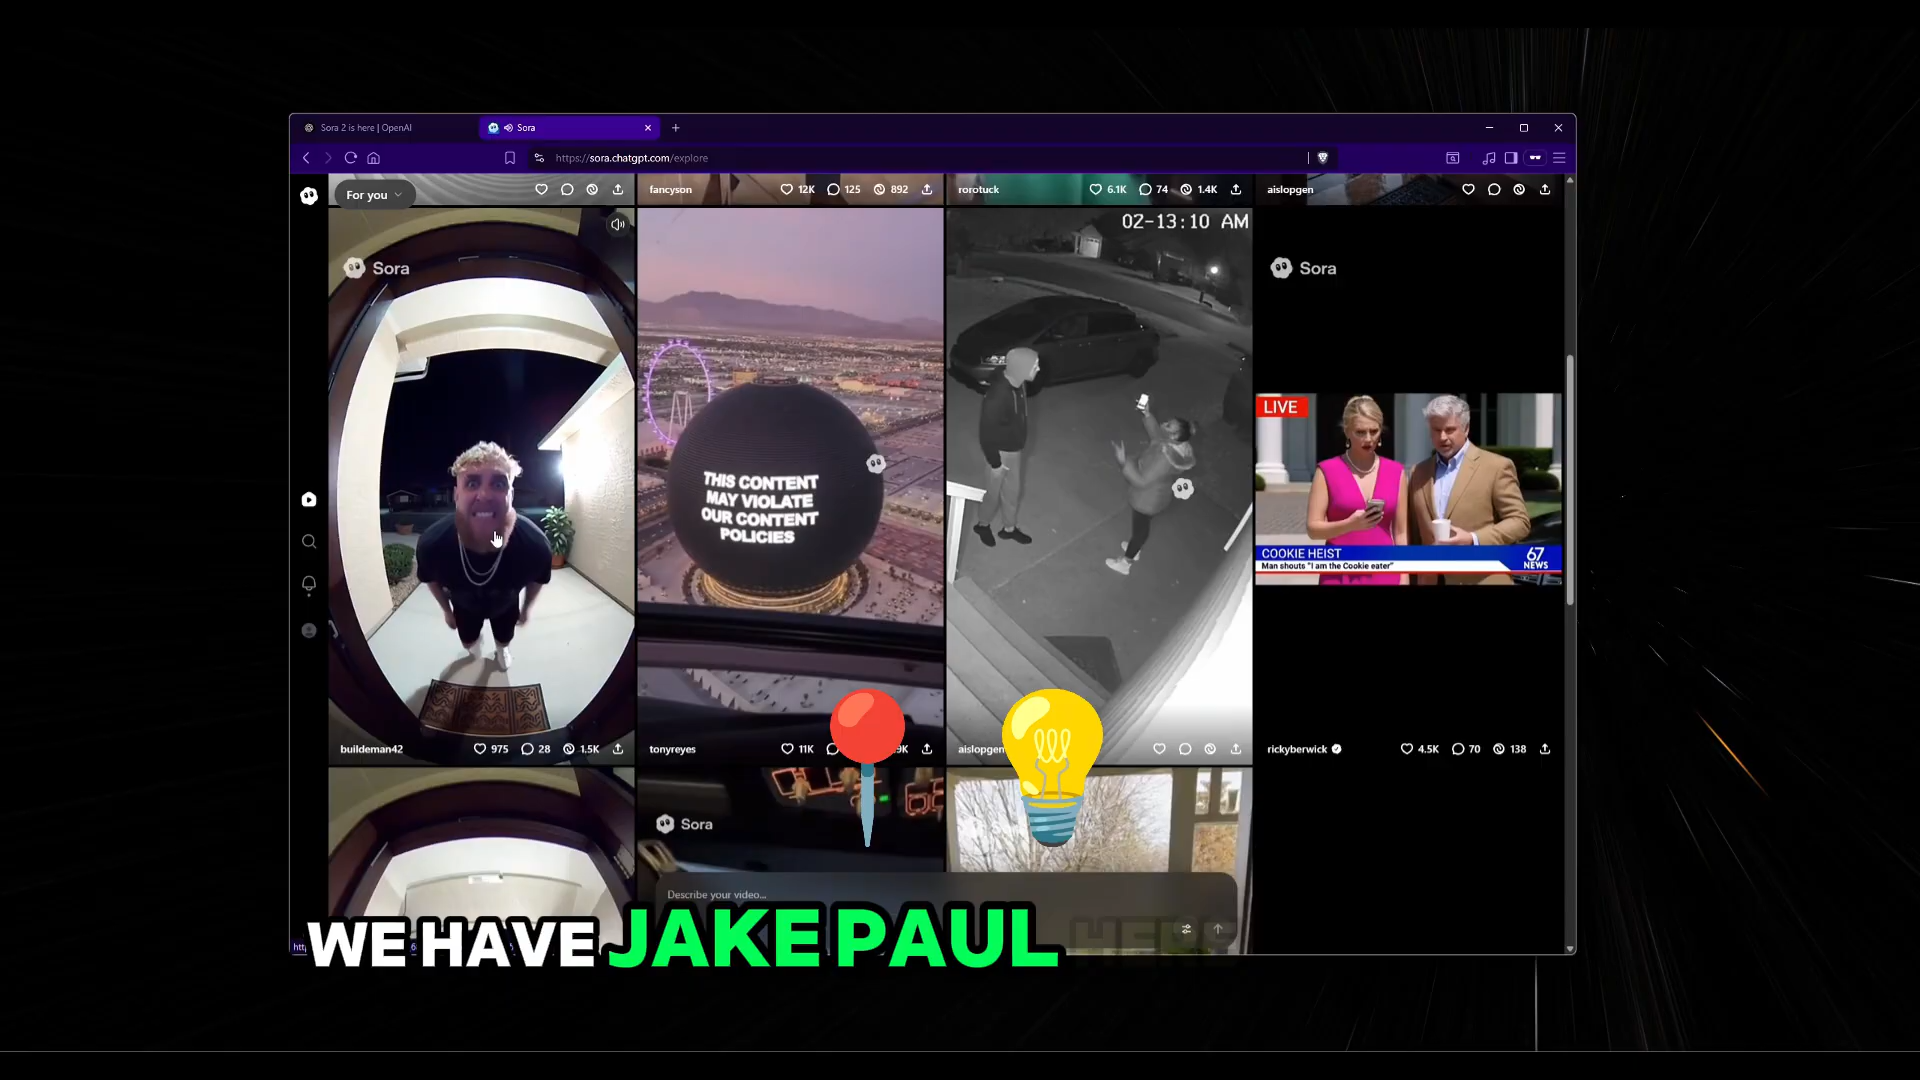 Sora 2 is here | OpenAI
Sora
https://sora.chatgpt.com/explore
For you
fancyson 12K 125 892
rorotuck 6.1K 74 1.4K
aislopgen
Sora
02-13:10 AM
Sora
THIS CONTENT
MAY VIOLATE
OUR CONTENT
POLICIES
LIVE
COOKIE HEIST
Man shouts "I am the Cookie eater"
67
NEWS
buildeman42 975 28 1.5K
tonyreyes 11K
aislopgen
rickyberwick 4.5K 70 138
Sora
Describe your video...
WE HAVE JAKE PAUL HERE